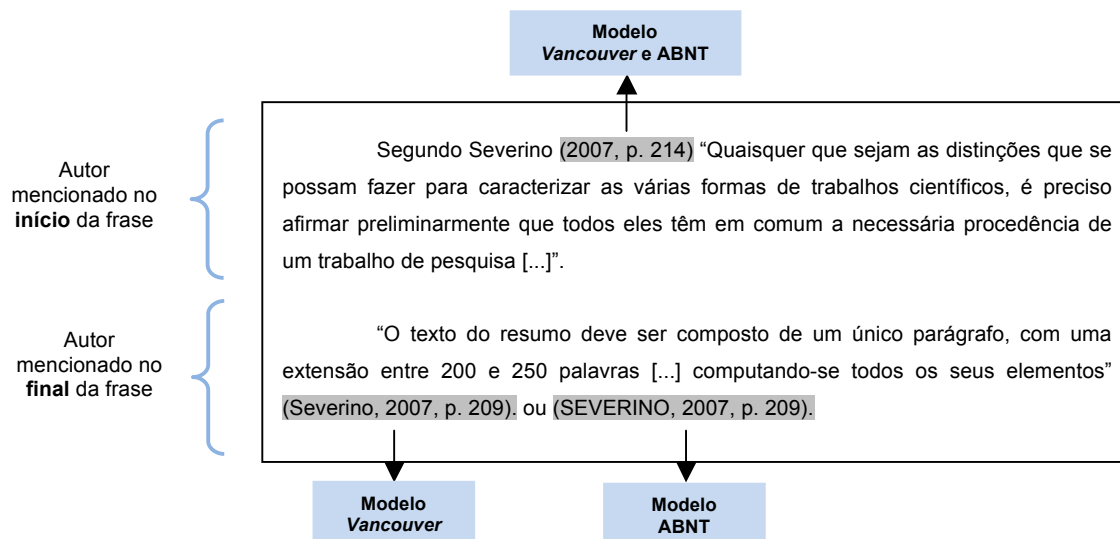 Modelo
Vancouver e ABNT
Autor
mencionado no
início da frase
Segundo Severino (2007, p. 214) “Quaisquer que sejam as distinções que se
possam fazer para caracterizar as várias formas de trabalhos científicos, é preciso
afirmar preliminarmente que todos eles têm em comum a necessária procedência de
um trabalho de pesquisa [...]”.
Autor
mencionado no
final da frase
“O texto do resumo deve ser composto de um único parágrafo, com uma
extensão entre 200 e 250 palavras [...] computando-se todos os seus elementos”
(Severino, 2007, p. 209). ou (SEVERINO, 2007, p. 209).
Modelo
Vancouver
Modelo
ABNT